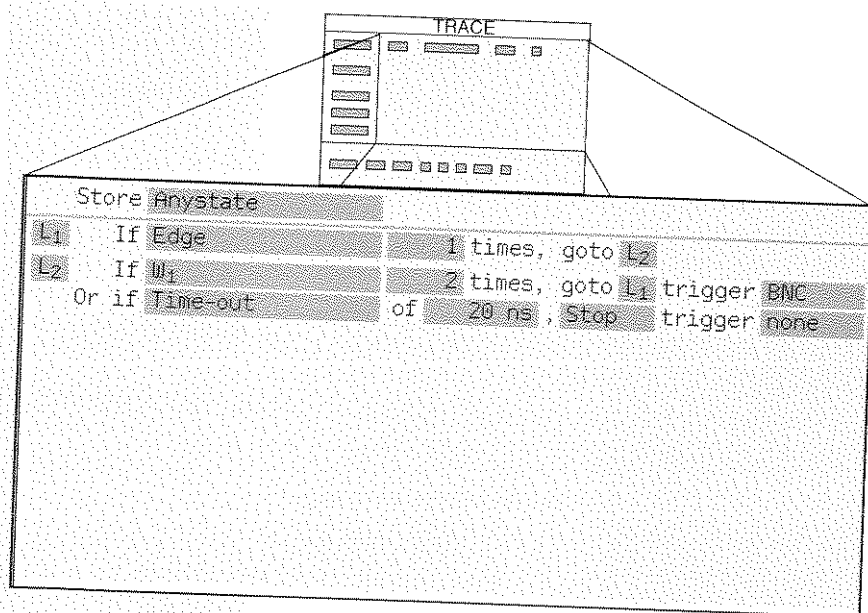 TRACE
Store Anystate
L1 If Edge 1 times, goto L2
L2 If W1 2 times, goto L1 trigger BNC
Or if Time-out of 20 ns , Stop trigger none